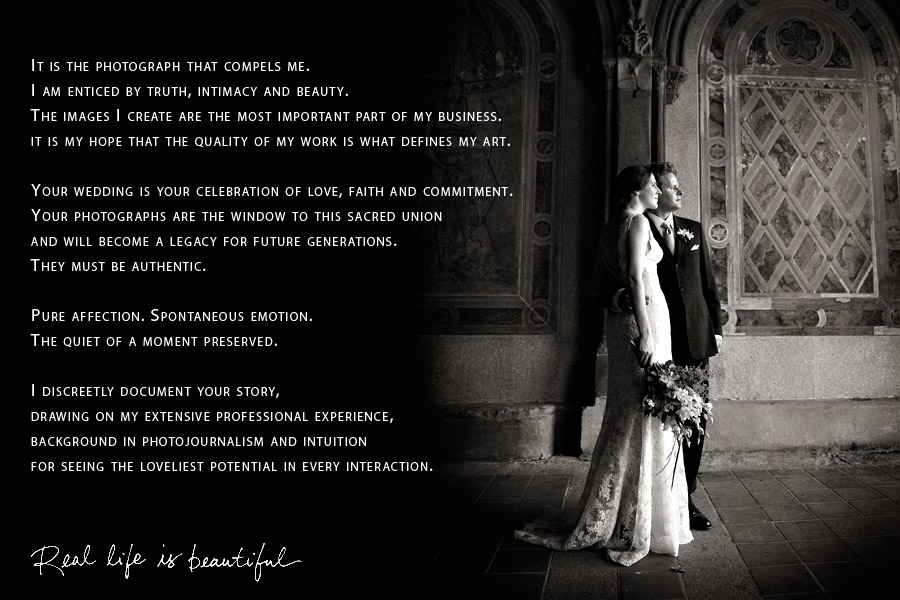 It is the photograph that compels me.
I am enticed by truth, intimacy and beauty.
The images I create are the most important part of my business.
it is my hope that the quality of my work is what defines my art.
Your wedding is your celebration of love, faith and commitment.
Your photographs are the window to this sacred union
and will become a legacy for future generations.
They must be authentic.
Pure affection. Spontaneous emotion.
The quiet of a moment preserved.
I discreetly document your story,
drawing on my extensive professional experience,
background in photojournalism and intuition
for seeing the loveliest potential in every interaction.
Real life is beautiful